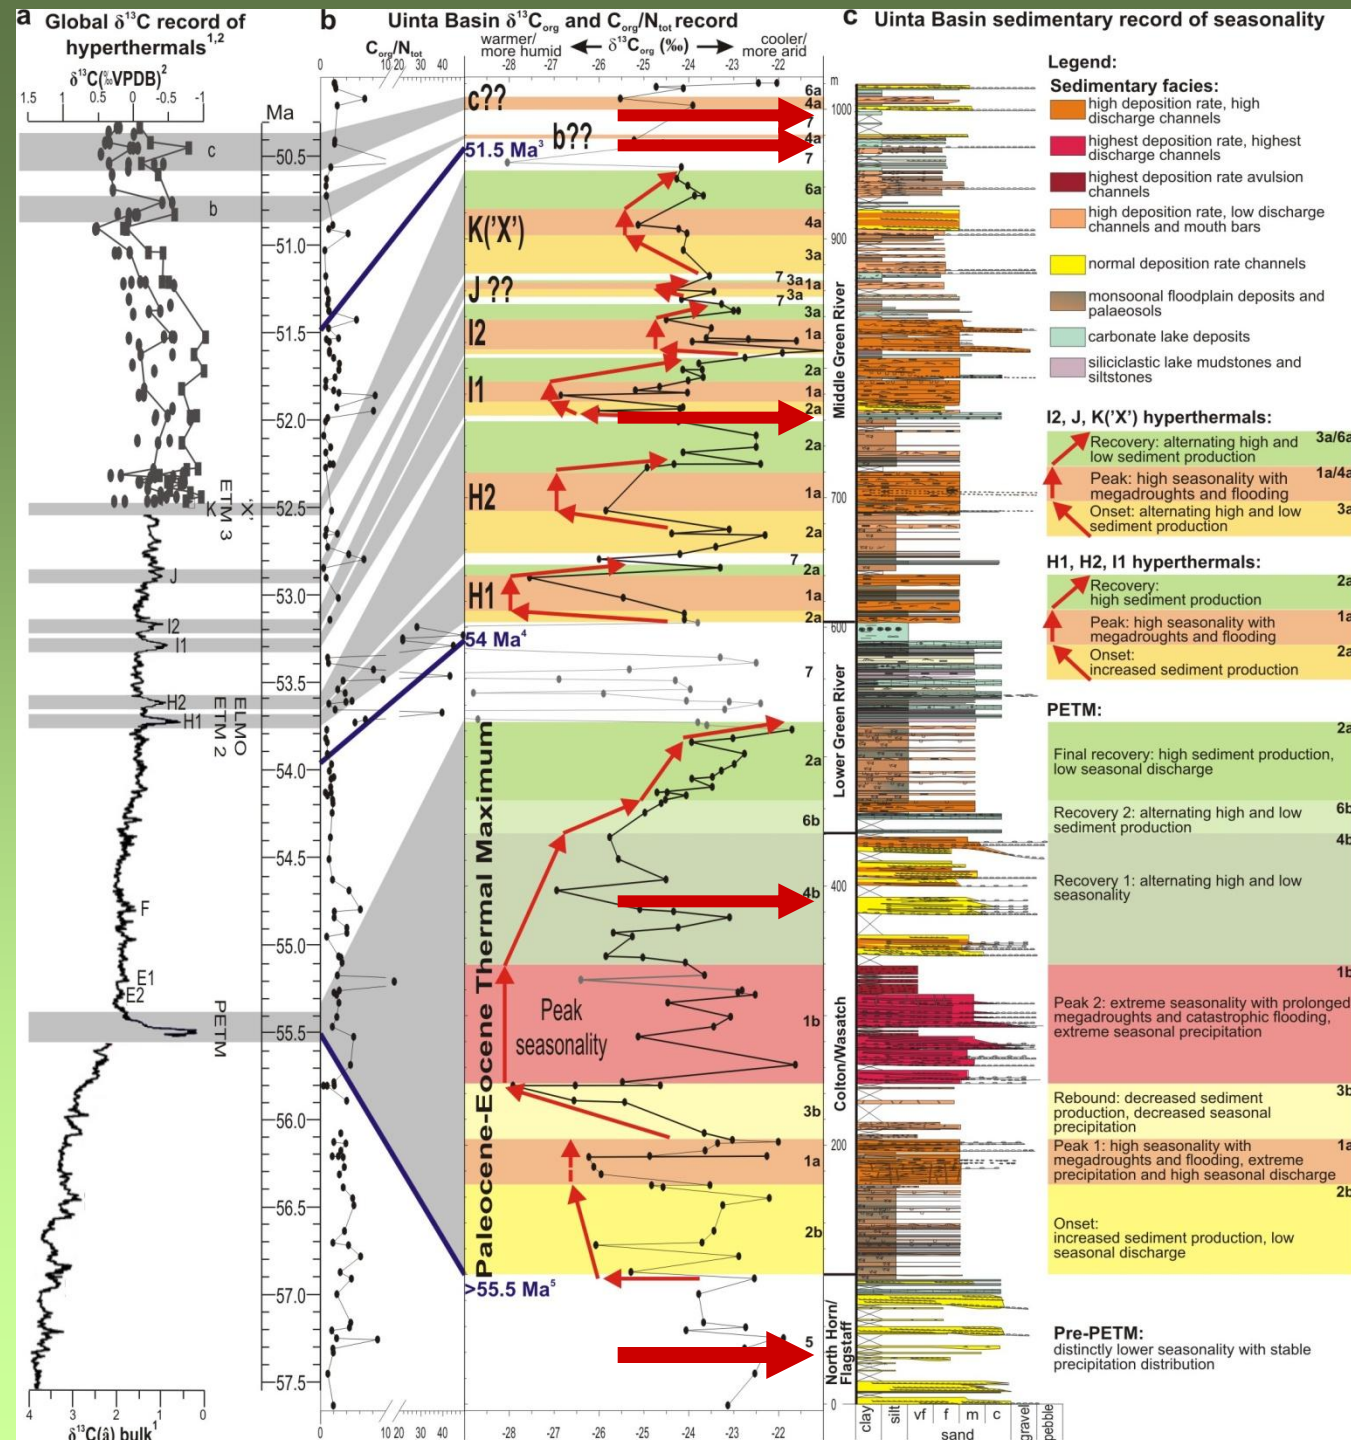 a Global δ¹³C record of
hyperthermals¹,²
δ¹³C(‰VPDB)²
1.5 1 0.5 0 -0.5 -1
Ma
50.5
51.0
51.5
52.0
52.5
53.0
53.5
54.0
54.5
55.0
55.5
56.0
56.5
57.0
57.5
c
b
K
'X'
ETM 3
J
I2
I1
H2
H1
ELMO
ETM 2
F
E1
E2
PETM
4 3 2 1 0
δ¹³C(â) bulk¹
b Uinta Basin δ¹³Corg and Corg/Ntot record
Corg/Ntot
0 10 20 20 30 40
warmer/
more humid
δ¹³Corg (‰)
cooler/
more arid
-28 -27 -26 -25 -24 -23 -22
m
c??
b??
51.5 Ma³
K('X')
J ??
I2
I1
H2
H1
54 Ma⁴
Paleocene-Eocene Thermal Maximum
Peak
seasonality
>55.5 Ma⁵
6a
4a
7
4a
7
6a
4a
3a
7 3a
1a
3a
7
3a
1a
2a
1a
2a
2a
1a
2a
7
2a
1a
2a
7
2a
6b
4b
1b
3b
1a
2b
5
0 10 20 20 30 40
-28 -27 -26 -25 -24 -23 -22
1000
900
700
600
400
200
0
Middle Green River
Lower Green River
Colton/Wasatch
North Horn/
Flagstaff
c Uinta Basin sedimentary record of seasonality
clay silt vf f m c gravel pebble
sand
Legend:
Sedimentary facies:
high deposition rate, high
discharge channels
highest deposition rate, highest
discharge channels
highest deposition rate avulsion
channels
high deposition rate, low discharge
channels and mouth bars
normal deposition rate channels
monsoonal floodplain deposits and
palaeosols
carbonate lake deposits
siliciclastic lake mudstones and
siltstones
I2, J, K('X') hyperthermals:
Recovery: alternating high and 3a/6a
low sediment production
Peak: high seasonality with 1a/4a
megadroughts and flooding
Onset: alternating high and low 3a
sediment production
H1, H2, I1 hyperthermals:
Recovery: 2a
high sediment production
Peak: high seasonality with 1a
megadroughts and flooding
Onset: 2a
increased sediment production
PETM:
2a
Final recovery: high sediment production,
low seasonal discharge
Recovery 2: alternating high and low 6b
sediment production
4b
Recovery 1: alternating high and low
seasonality
1b
Peak 2: extreme seasonality with prolonged
megadroughts and catastrophic flooding,
extreme seasonal precipitation
Rebound: decreased sediment 3b
production, decreased seasonal
precipitation
Peak 1: high seasonality with 1a
megadroughts and flooding, extreme
precipitation and high seasonal discharge
2b
Onset:
increased sediment production, low
seasonal discharge
Pre-PETM:
distinctly lower seasonality with stable
precipitation distribution